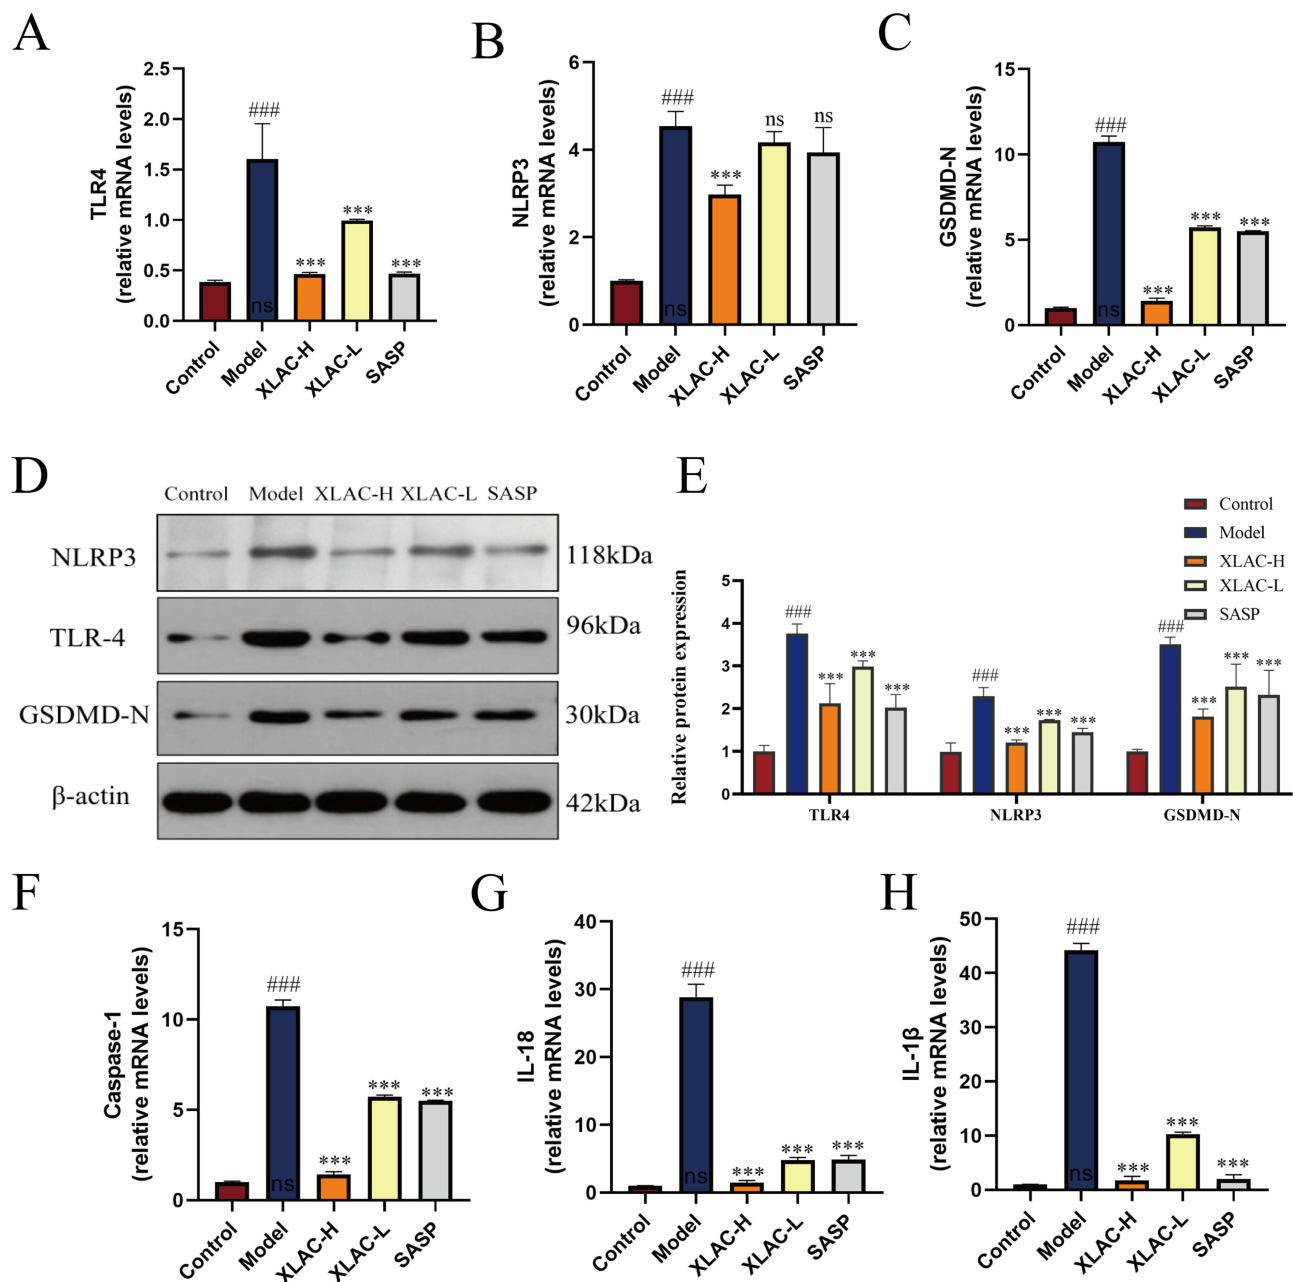 A
TLR4
(relative mRNA levels)
2.5
2.0
1.5
1.0
0.5
0.0
###
ns
***
***
***
Control
Model
XLAC-H
XLAC-L
SASP
B
NLRP3
(relative mRNA levels)
6
4
2
0
###
ns
***
ns
ns
Control
Model
XLAC-H
XLAC-L
SASP
C
GSDMD-N
(relative mRNA levels)
15
10
5
0
###
ns
***
***
***
Control
Model
XLAC-H
XLAC-L
SASP
D
Control Model XLAC-H XLAC-L SASP
NLRP3 118kDa
TLR-4 96kDa
GSDMD-N 30kDa
β-actin 42kDa
E
Control
Model
XLAC-H
XLAC-L
SASP
Relative protein expression
5
4
3
2
1
0
###
***
***
***
###
***
***
***
###
***
***
***
TLR4 NLRP3 GSDMD-N
F
Caspase-1
(relative mRNA levels)
15
10
5
0
###
ns
***
***
***
Control
Model
XLAC-H
XLAC-L
SASP
G
IL-18
(relative mRNA levels)
40
30
20
10
0
###
ns
***
***
***
Control
Model
XLAC-H
XLAC-L
SASP
H
IL-1β
(relative mRNA levels)
50
40
30
20
10
0
###
ns
***
***
***
Control
Model
XLAC-H
XLAC-L
SASP